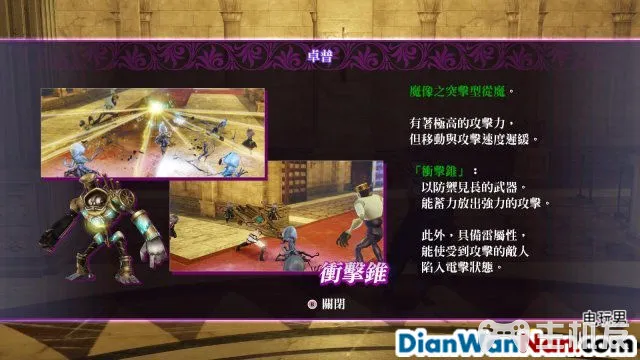 卓普
魔像之突擊型從魔。
有著極高的攻擊力，
但移動與攻擊速度遲緩。
「衝擊錐」：
以防禦見長的武器。
能蓄力放出強力的攻擊。
此外，具備雷屬性，
能使受到攻擊的敵人
陷入電擊狀態。
衝擊錐
關閉
电玩男
DianWanNan.com